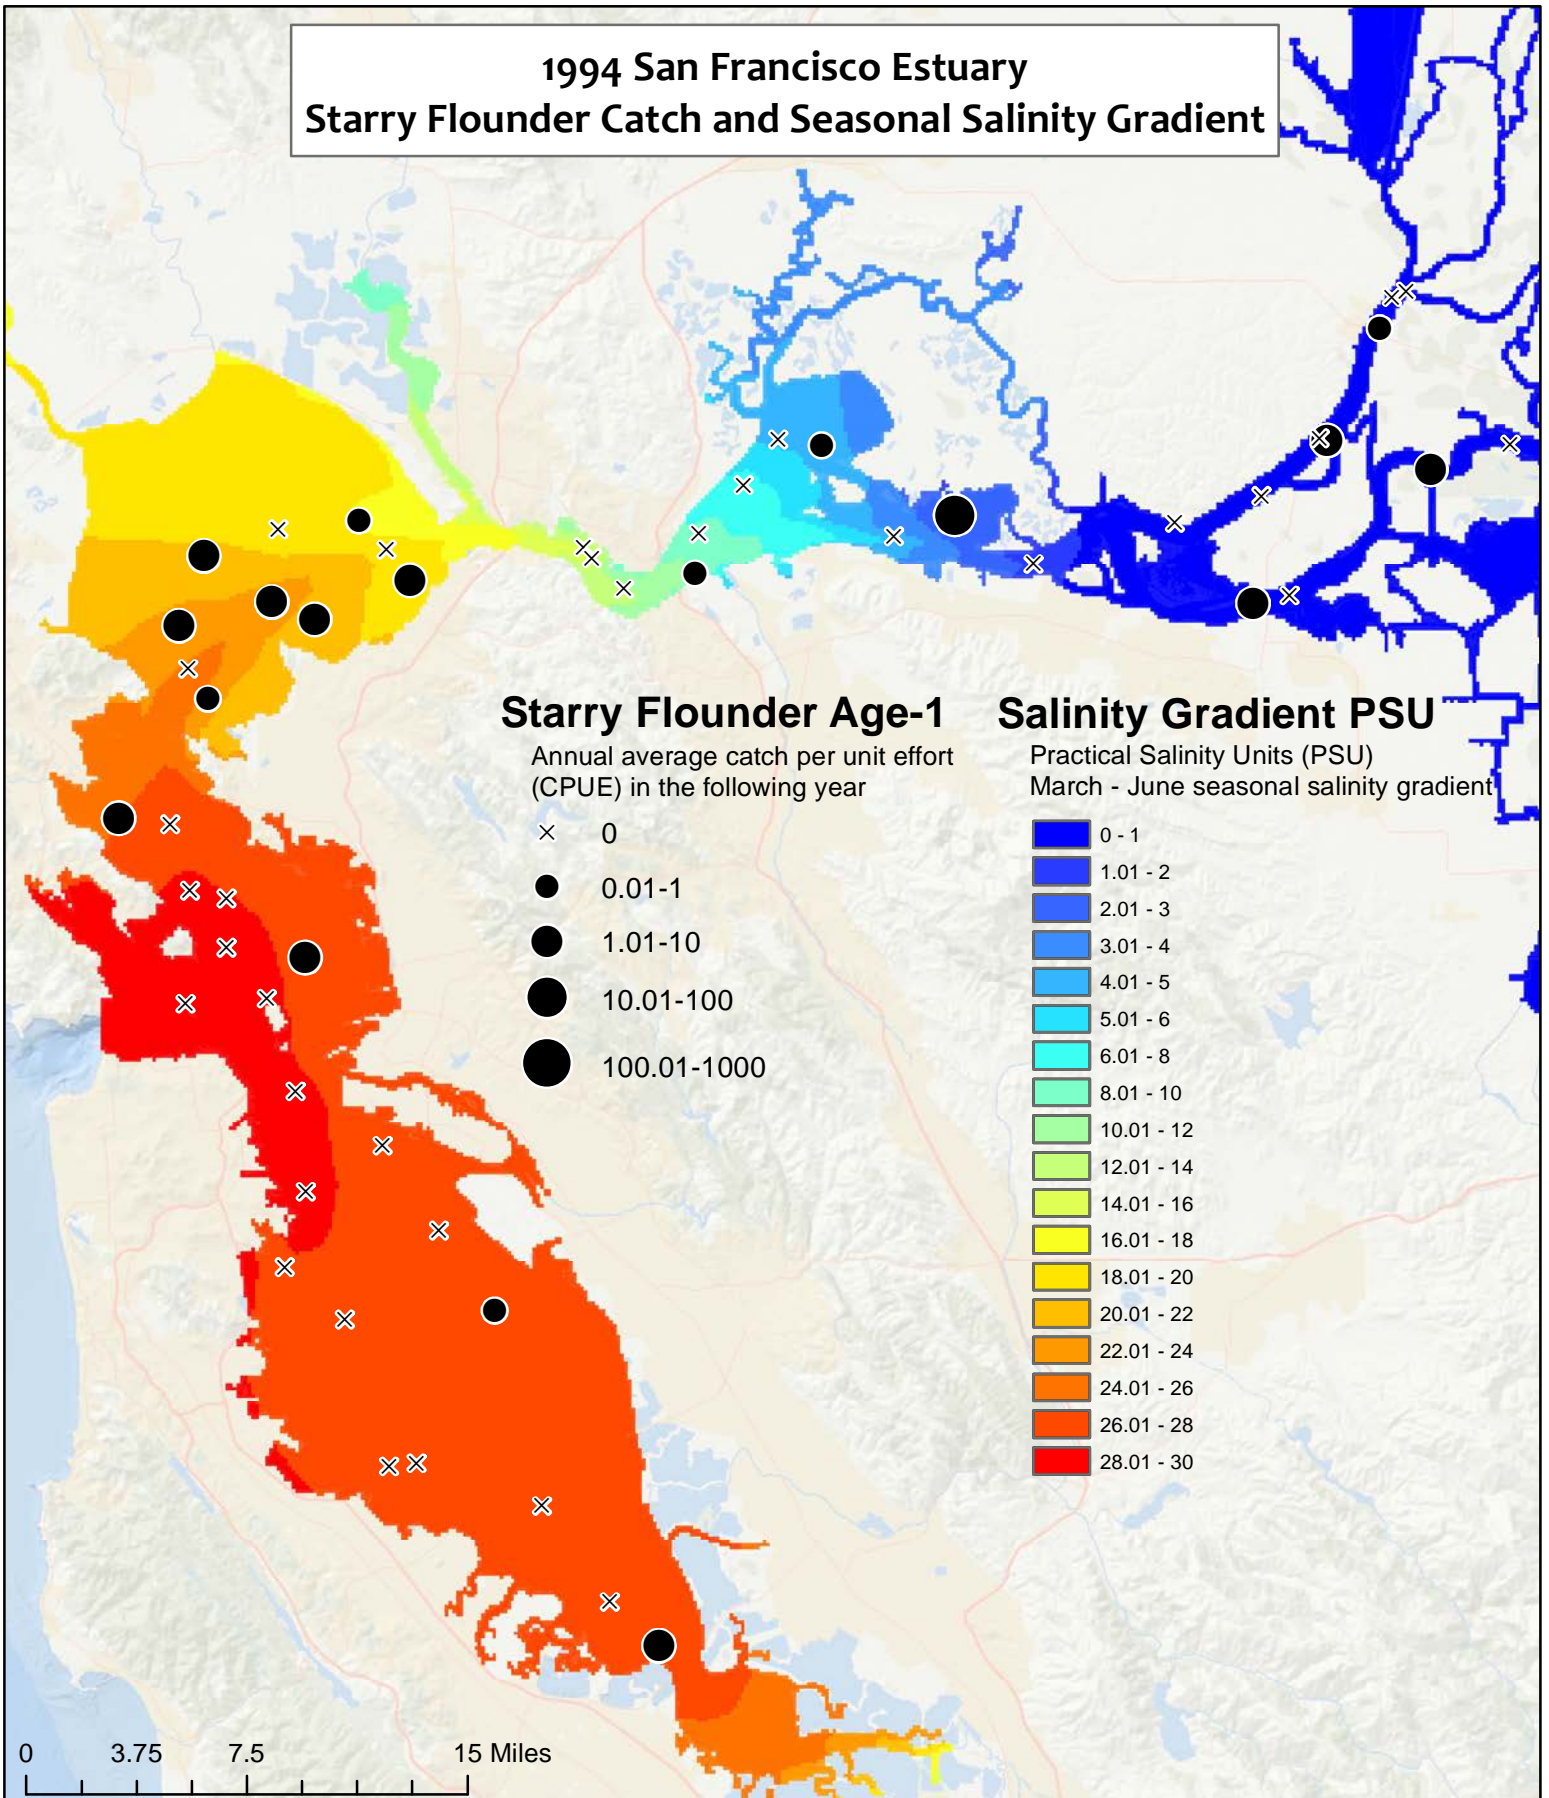 1994 San Francisco Estuary
Starry Flounder Catch and Seasonal Salinity Gradient
Starry Flounder Age-1
Annual average catch per unit effort
(CPUE) in the following year
0
0.01-1
1.01-10
10.01-100
100.01-1000
Salinity Gradient PSU
Practical Salinity Units (PSU)
March - June seasonal salinity gradient
0 - 1
1.01 - 2
2.01 - 3
3.01 - 4
4.01 - 5
5.01 - 6
6.01 - 8
8.01 - 10
10.01 - 12
12.01 - 14
14.01 - 16
16.01 - 18
18.01 - 20
20.01 - 22
22.01 - 24
24.01 - 26
26.01 - 28
28.01 - 30
0 3.75 7.5 15 Miles